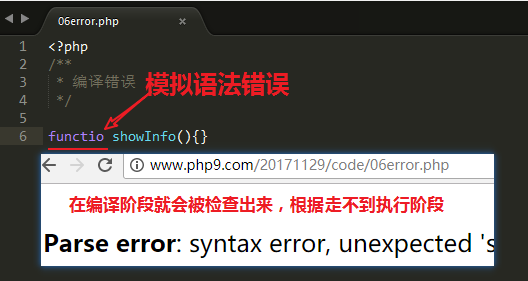 06error.php ×
1 <?php
2 /**
3 * 编译错误
模拟语法错误
4 */
5
6 functio showInfo(){}
www.php9.com/20171129/code/06error.php
在编译阶段就会被检查出来，根据走不到执行阶段
Parse error: syntax error, unexpected 's